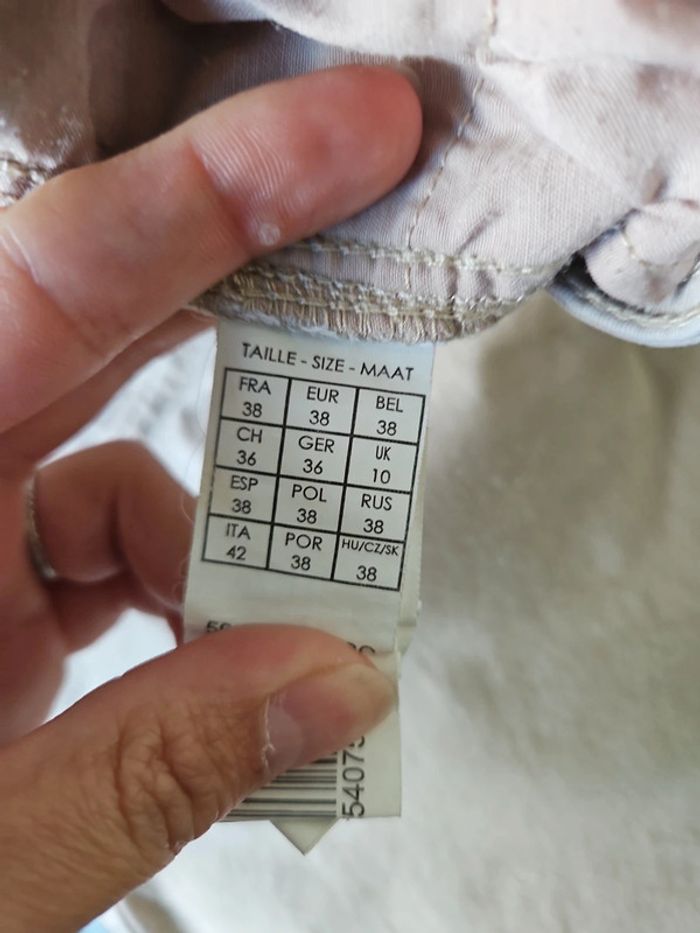 TAILLE - SIZE - MAAT
FRA EUR BEL
38 38 38
CH GER UK
36 36 10
ESP POL RUS
38 38 38
ITA POR HU/CZ/SK
42 38 38